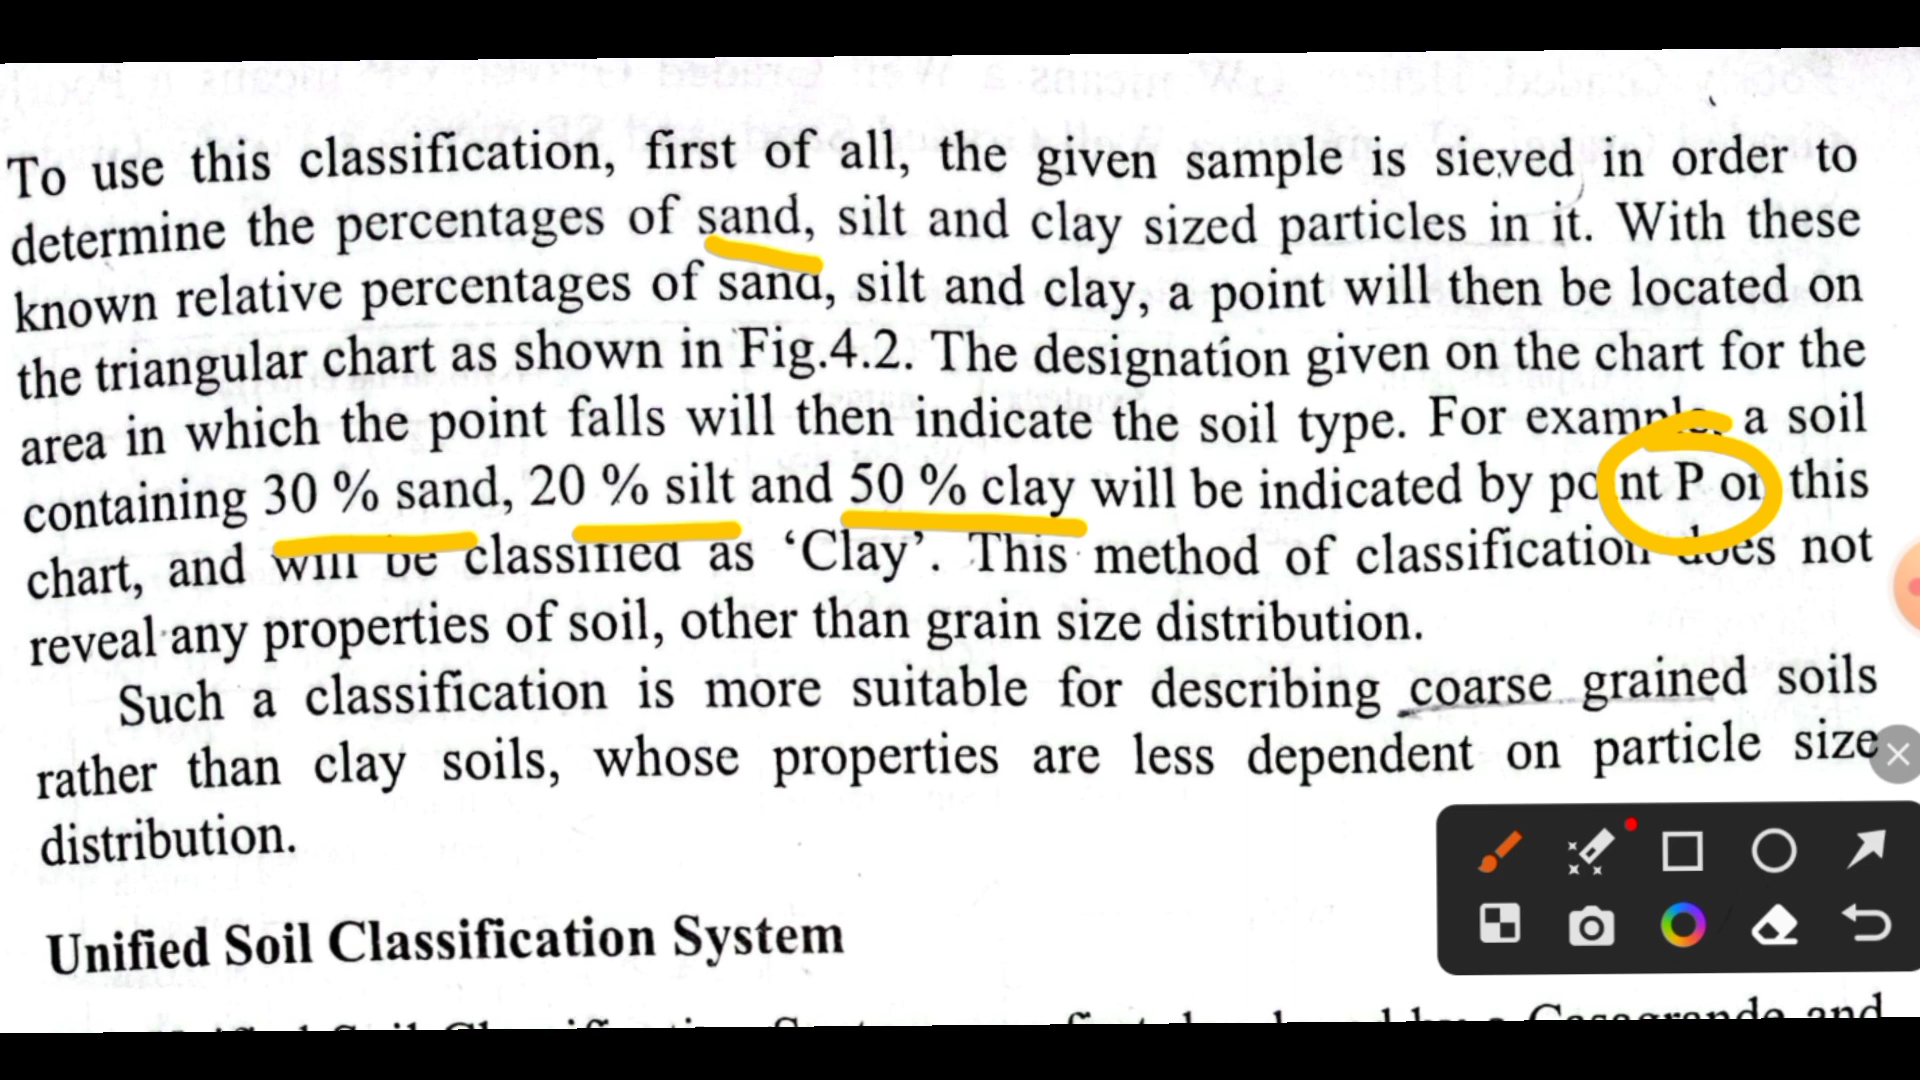 To use this classification, first of all, the given sample is sieved in order to
determine the percentages of sand, silt and clay sized particles in it. With these
known relative percentages of sand, silt and clay, a point will then be located on
the triangular chart as shown in Fig.4.2. The designation given on the chart for the
area in which the point falls will then indicate the soil type. For example, a soil
containing 30 % sand, 20 % silt and 50 % clay will be indicated by point P on this
chart, and will be classified as ‘Clay’. This method of classification does not
reveal any properties of soil, other than grain size distribution.
Such a classification is more suitable for describing coarse grained soils
rather than clay soils, whose properties are less dependent on particle size
distribution.
Unified Soil Classification System
Casagrande and